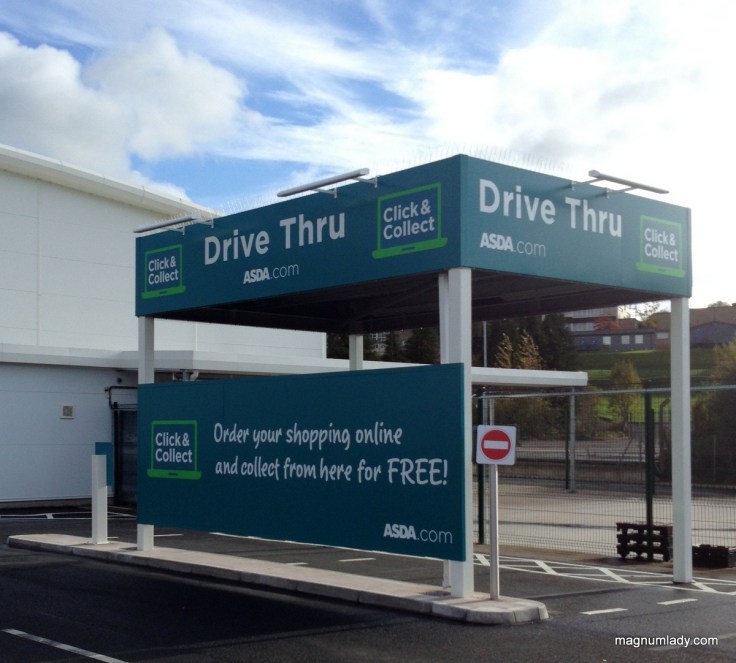 Click &
Collect
Drive Thru
ASDA.com
Click &
Collect
Drive Thru
ASDA.com
Click &
Collect
Click &
Collect
Order your shopping online
and collect from here for FREE!
ASDA.com
magnumlady.com